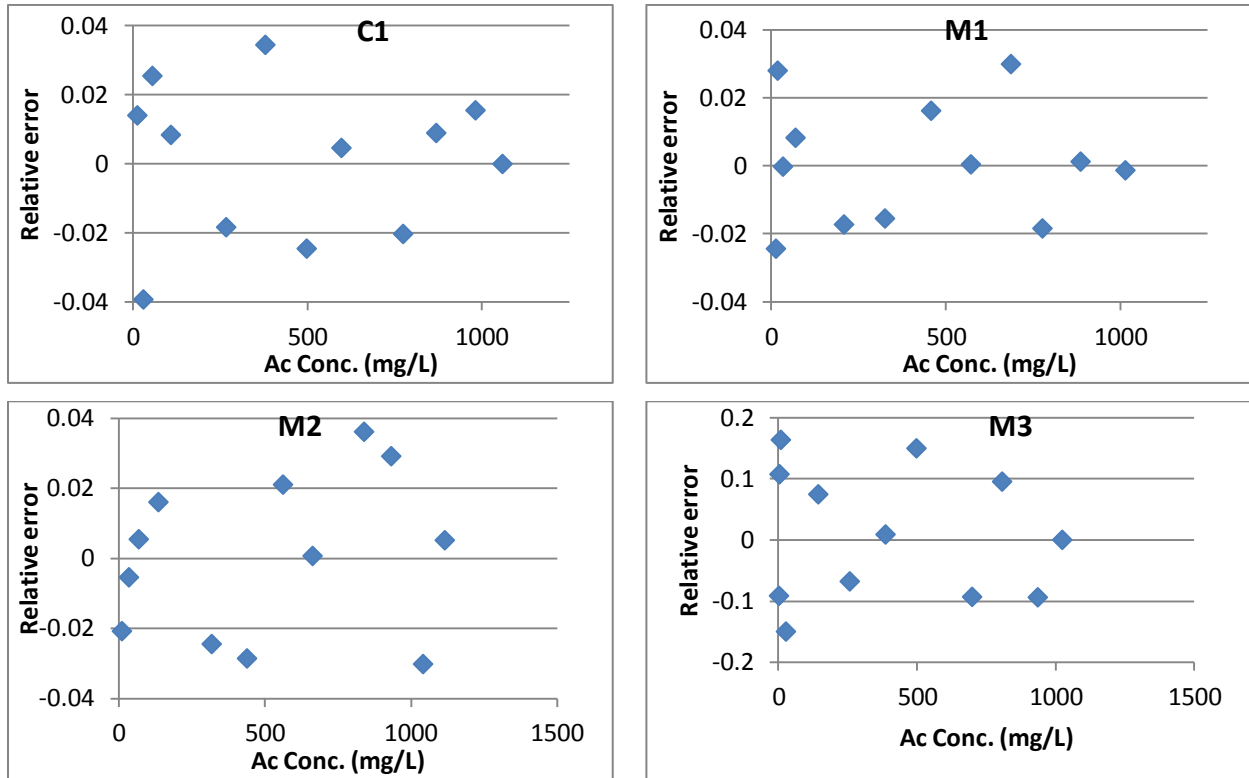 C1
0.04
0.02
0
-0.02
-0.04
0 500 1000
Relative error
Ac Conc. (mg/L)
M1
0.04
0.02
0
-0.02
-0.04
0 500 1000
Relative error
Ac Conc. (mg/L)
M2
0.04
0.02
0
-0.02
-0.04
0 500 1000 1500
Relative error
Ac Conc. (mg/L)
M3
0.2
0.1
0
-0.1
-0.2
0 500 1000 1500
Relative error
Ac Conc. (mg/L)